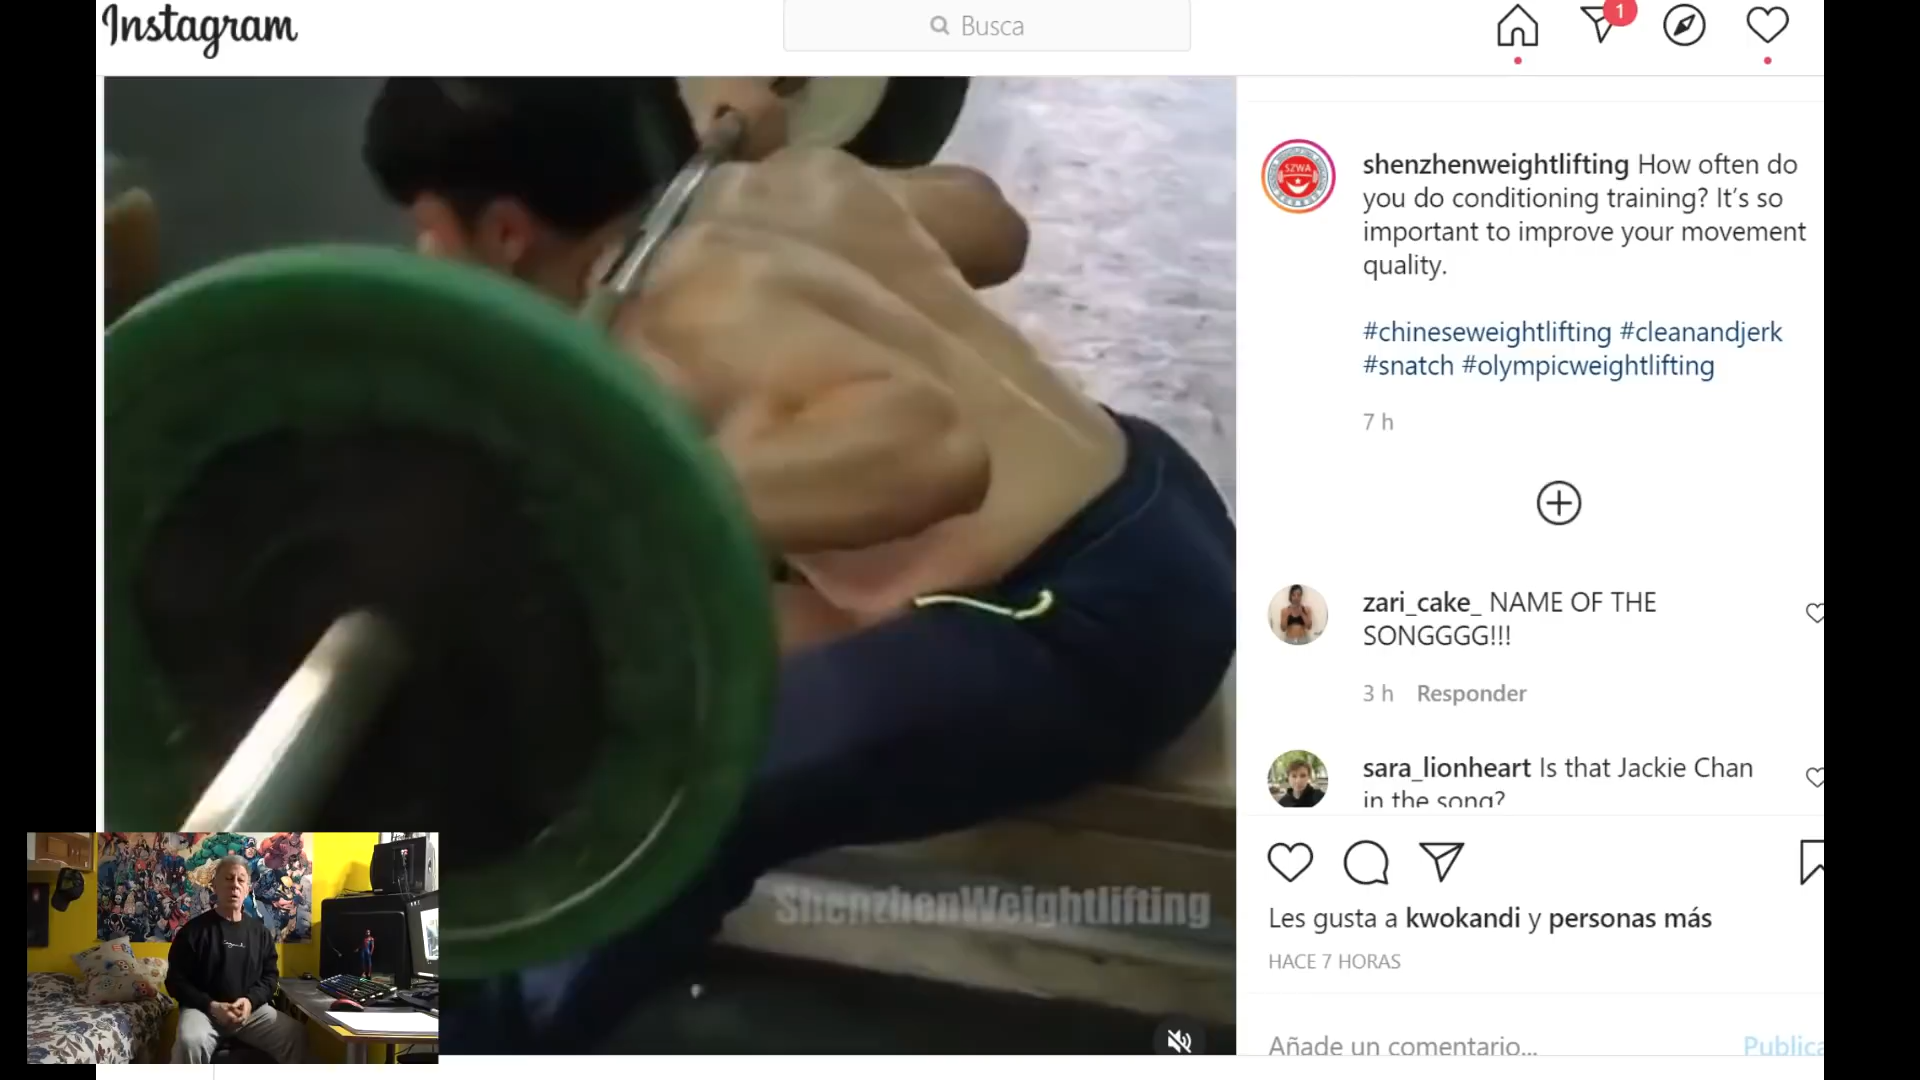 Instagram
Busca
1
SZWA
shenzhenweightlifting How often do
you do conditioning training? It’s so
important to improve your movement
quality.
#chineseweightlifting #cleanandjerk
#snatch #olympicweightlifting
7 h
zari_cake_ NAME OF THE
SONGGGG!!!
3 h Responder
sara_lionheart Is that Jackie Chan
in the song?
ShenzhenWeightlifting
Les gusta a kwokandi y personas más
HACE 7 HORAS
Añade un comentario...
Publica